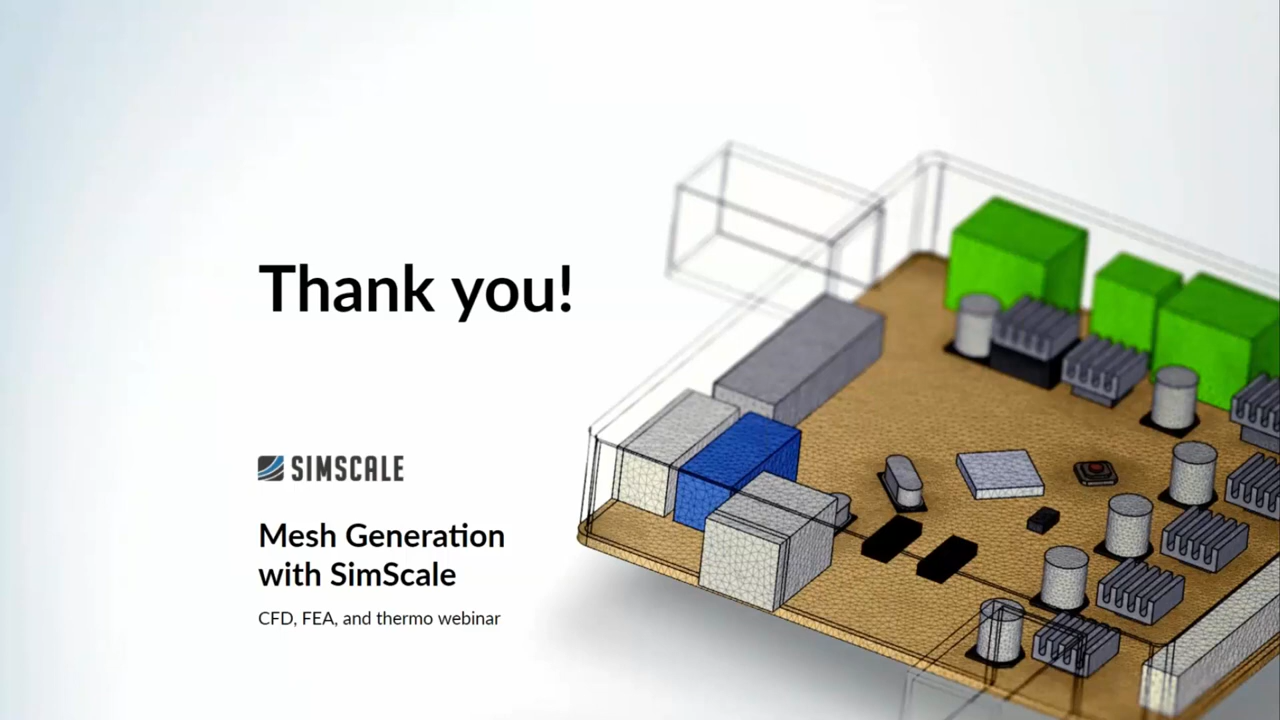 Thank you!
SIMSCALE
Mesh Generation
with SimScale
CFD, FEA, and thermo webinar